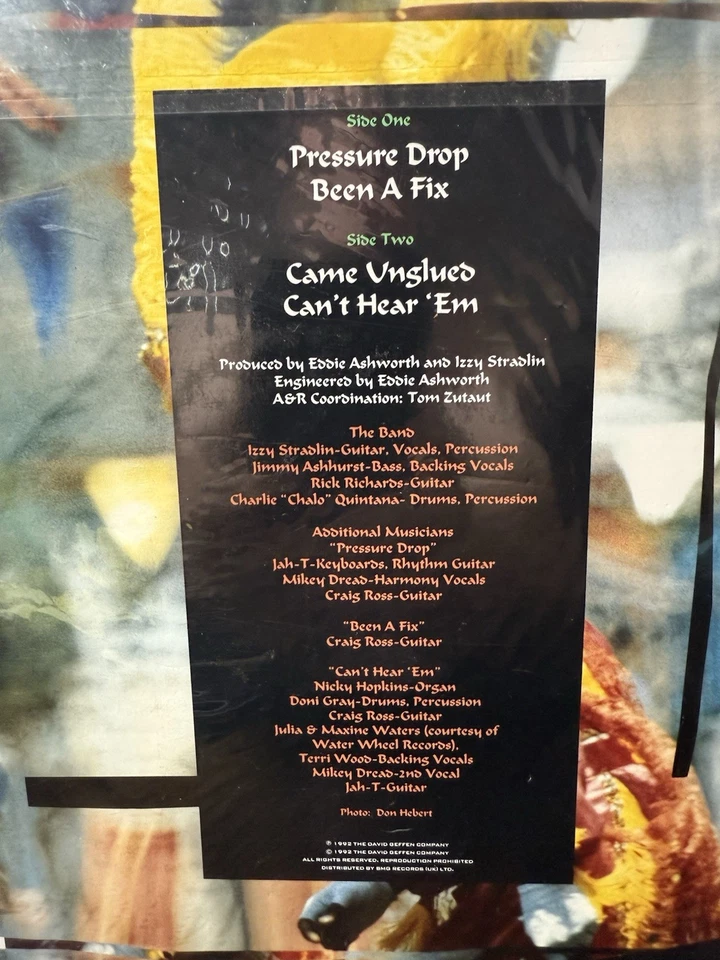 Side One
Pressure Drop
Been A Fix
Side Two
Came Unglued
Can't Hear 'Em
Produced by Eddie Ashworth and Izzy Stradlin
Engineered by Eddie Ashworth
A&R Coordination: Tom Zutaut
The Band
Izzy Stradlin-Guitar, Vocals, Percussion
Jimmy Ashhurst-Bass, Backing Vocals
Rick Richards-Guitar
Charlie "Chalo" Quintana- Drums, Percussion
Additional Musicians
"Pressure Drop"
Jah-T-Keyboards, Rhythm Guitar
Mikey Dread-Harmony Vocals
Craig Ross-Guitar
"Been A Fix"
Craig Ross-Guitar
"Can't Hear 'Em"
Nicky Hopkins-Organ
Doni Gray-Drums, Percussion
Craig Ross-Guitar
Julia & Maxine Waters (courtesy of
Water Wheel Records),
Terri Wood-Backing Vocals
Mikey Dread-2nd Vocal
Jah-T-Guitar
Photo: Don Hebert
℗ 1992 THE DAVID GEFFEN COMPANY
© 1992 THE DAVID GEFFEN COMPANY
ALL RIGHTS RESERVED. REPRODUCTION PROHIBITED
DISTRIBUTED BY BMG RECORDS (UK) LTD.